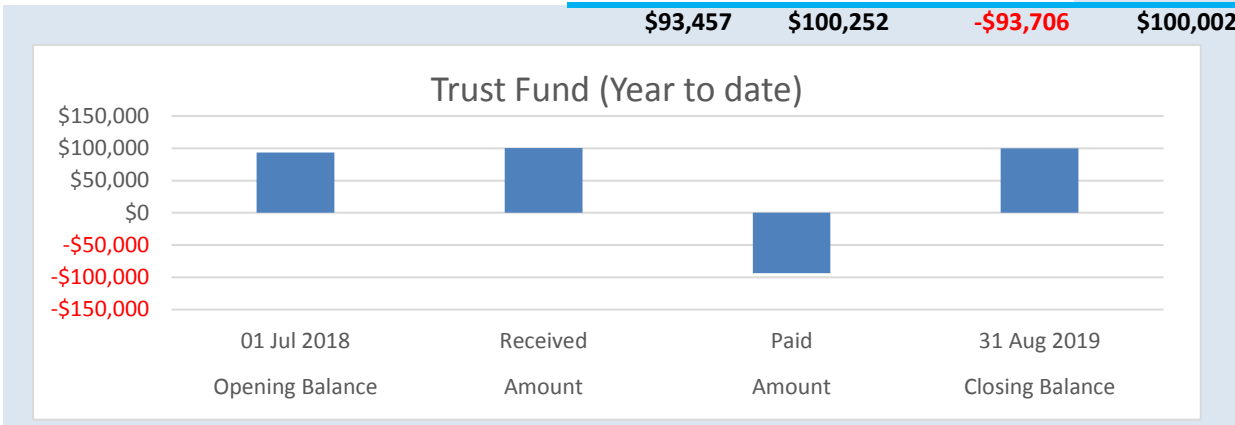 $93,457 $100,252 -$93,706 $100,002
Trust Fund (Year to date)
$150,000
$100,000
$50,000
$0
-$50,000
-$100,000
-$150,000
01 Jul 2018 Received Paid 31 Aug 2019
Opening Balance Amount Amount Closing Balance